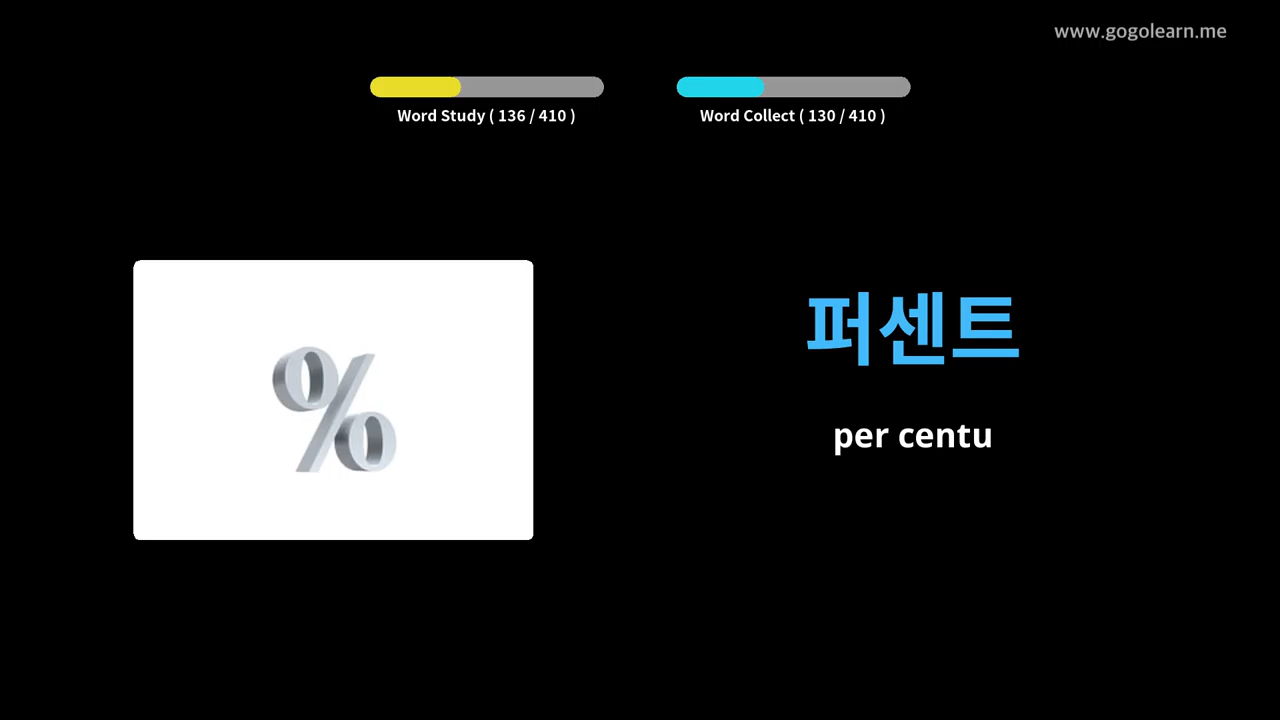 www.gogolearn.me
Word Study ( 136 / 410 )
Word Collect ( 130 / 410 )
%
퍼센트
per centu